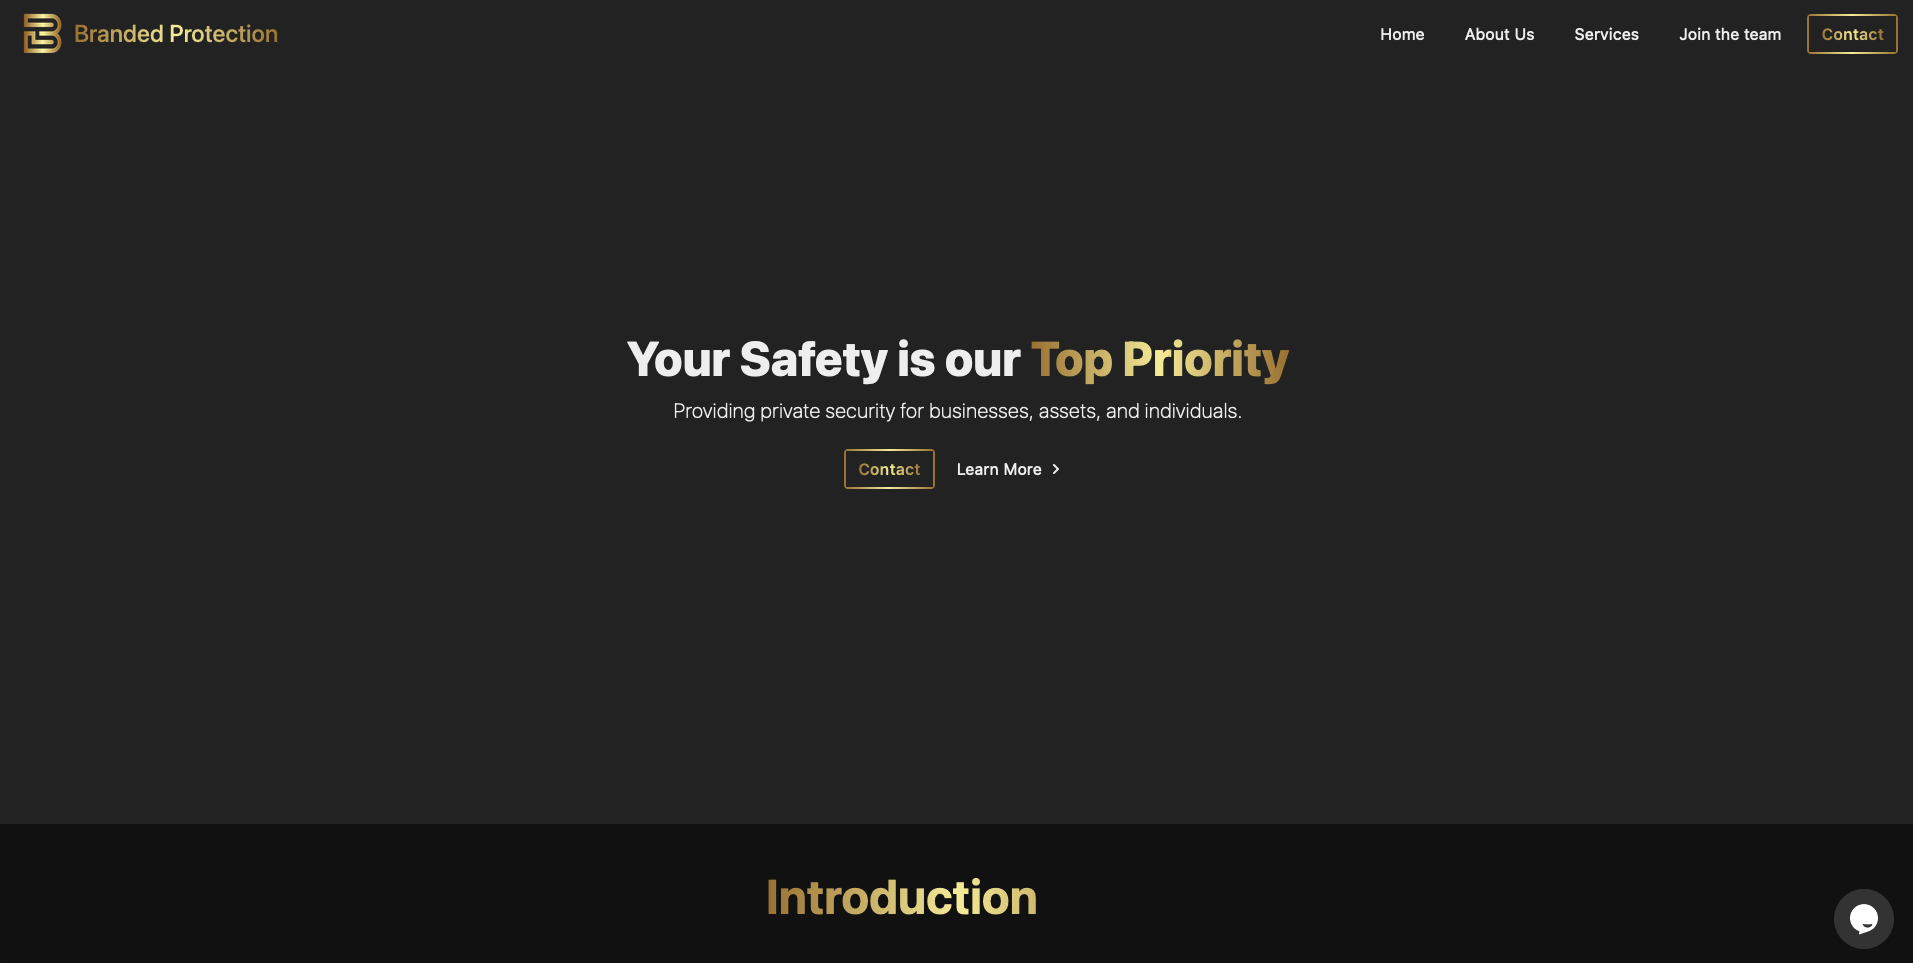 Branded Protection
Home About Us Services Join the team Contact
Your Safety is our Top Priority
Providing private security for businesses, assets, and individuals.
Contact Learn More
Introduction